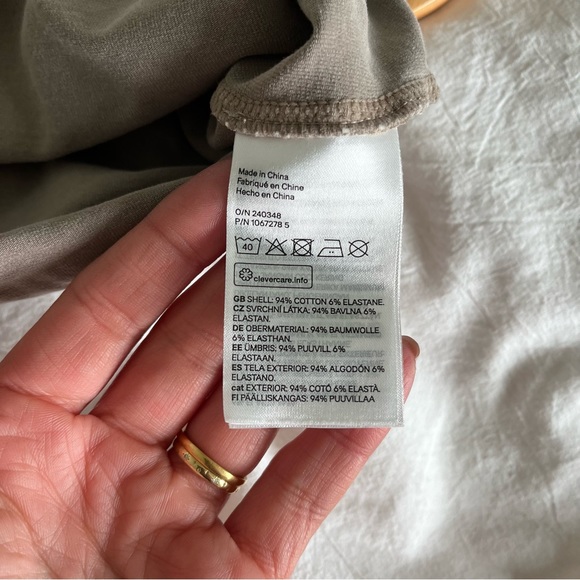 Made in China
Fabriqué en Chine
Hecho en China
O/N 240348
P/N 1067278 5
40
clevercare.info
GB SHELL: 94% COTTON 6% ELASTANE.
CZ SVRCHNÍ LÁTKA: 94% BAVLNA 6%
ELASTAN.
DE OBERMATERIAL: 94% BAUMWOLLE
6% ELASTHAN.
EE ÜMBRIS: 94% PUUVILL 6%
ELASTAAN.
ES TELA EXTERIOR: 94% ALGODÓN 6%
ELASTANO.
cat EXTERIOR: 94% COTÓ 6% ELASTÀ.
FI PÄÄLLISKANGAS: 94% PUUVILLAA